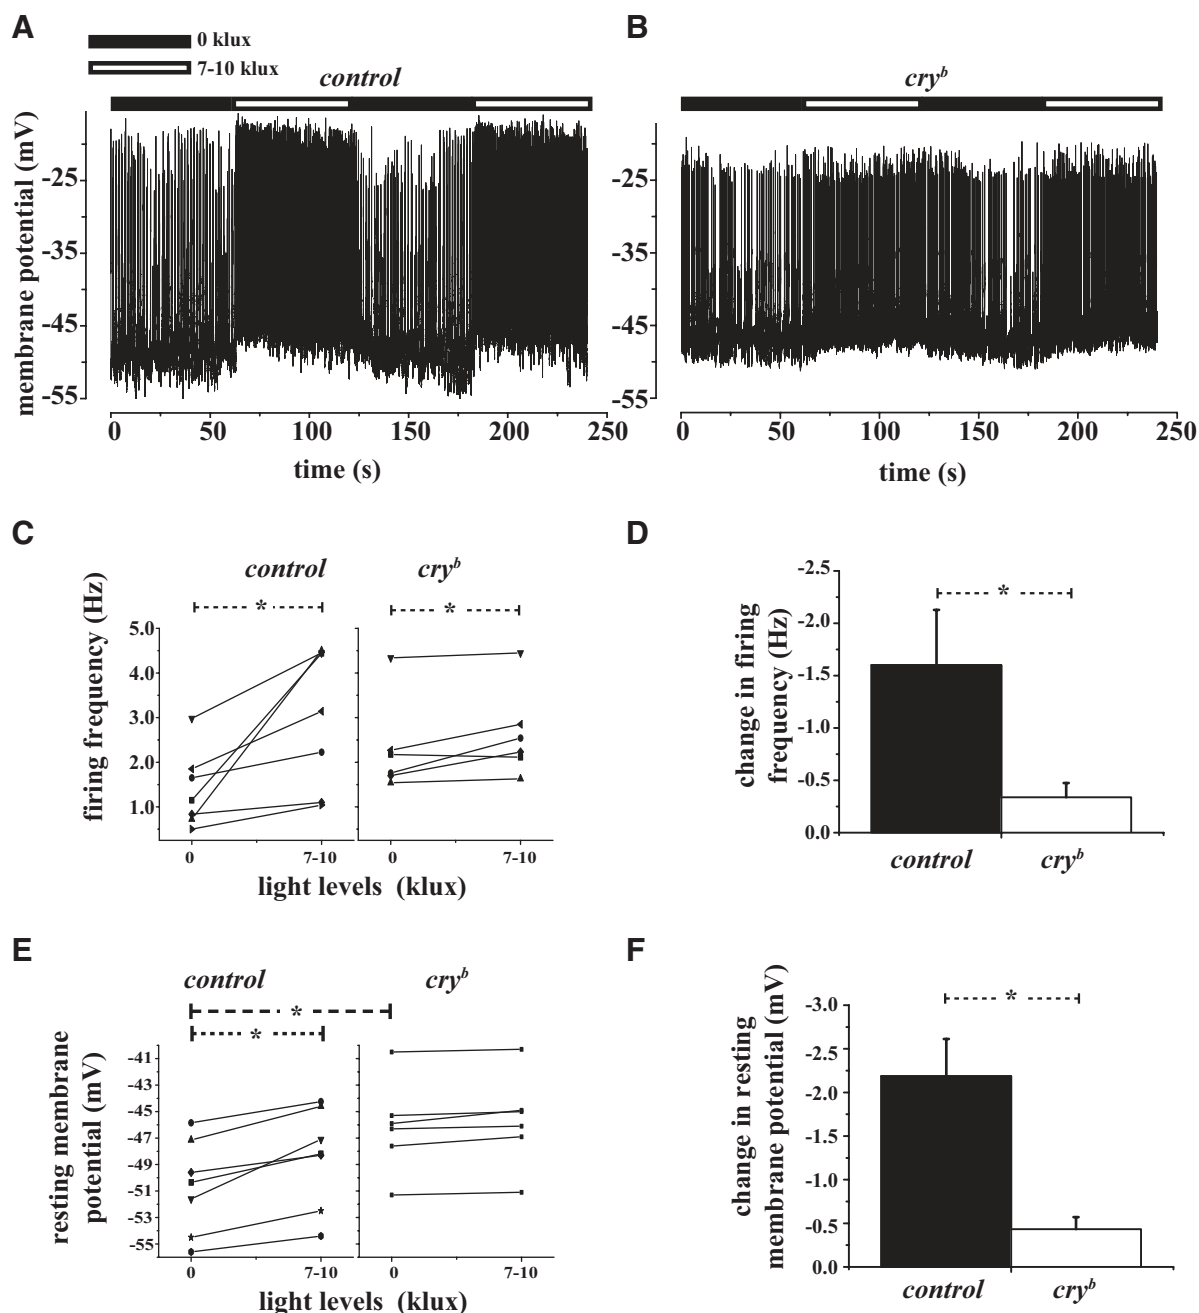 A
B
0 klux
7-10 klux
control
cryᵇ
membrane potential (mV)
-25
-35
-45
-55
0 50 100 150 200 250
time (s)
-25
-35
-45
-55
0 50 100 150 200 250
time (s)
C
control
cryᵇ
*
*
firing frequency (Hz)
5.0
4.0
3.0
2.0
1.0
0 7-10 0 7-10
light levels (klux)
D
change in firing
frequency (Hz)
*
-2.5
-2.0
-1.5
-1.0
-0.5
0.0
control cryᵇ
E
control
cryᵇ
*
*
resting membrane
potential (mV)
-41
-43
-45
-47
-49
-51
-53
-55
0 7-10 0 7-10
light levels (klux)
F
change in resting
membrane potential (mV)
*
-3.0
-2.5
-2.0
-1.5
-1.0
-0.5
0.0
control cryᵇ